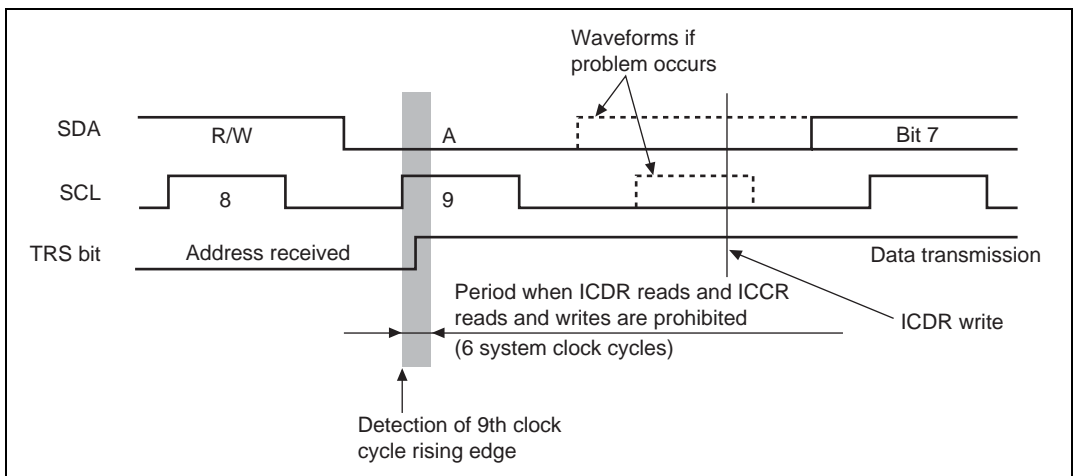 Waveforms if
problem occurs
SDA
R/W
A
Bit 7
SCL
8
9
TRS bit
Address received
Data transmission
Period when ICDR reads and ICCR
reads and writes are prohibited
(6 system clock cycles)
ICDR write
Detection of 9th clock
cycle rising edge